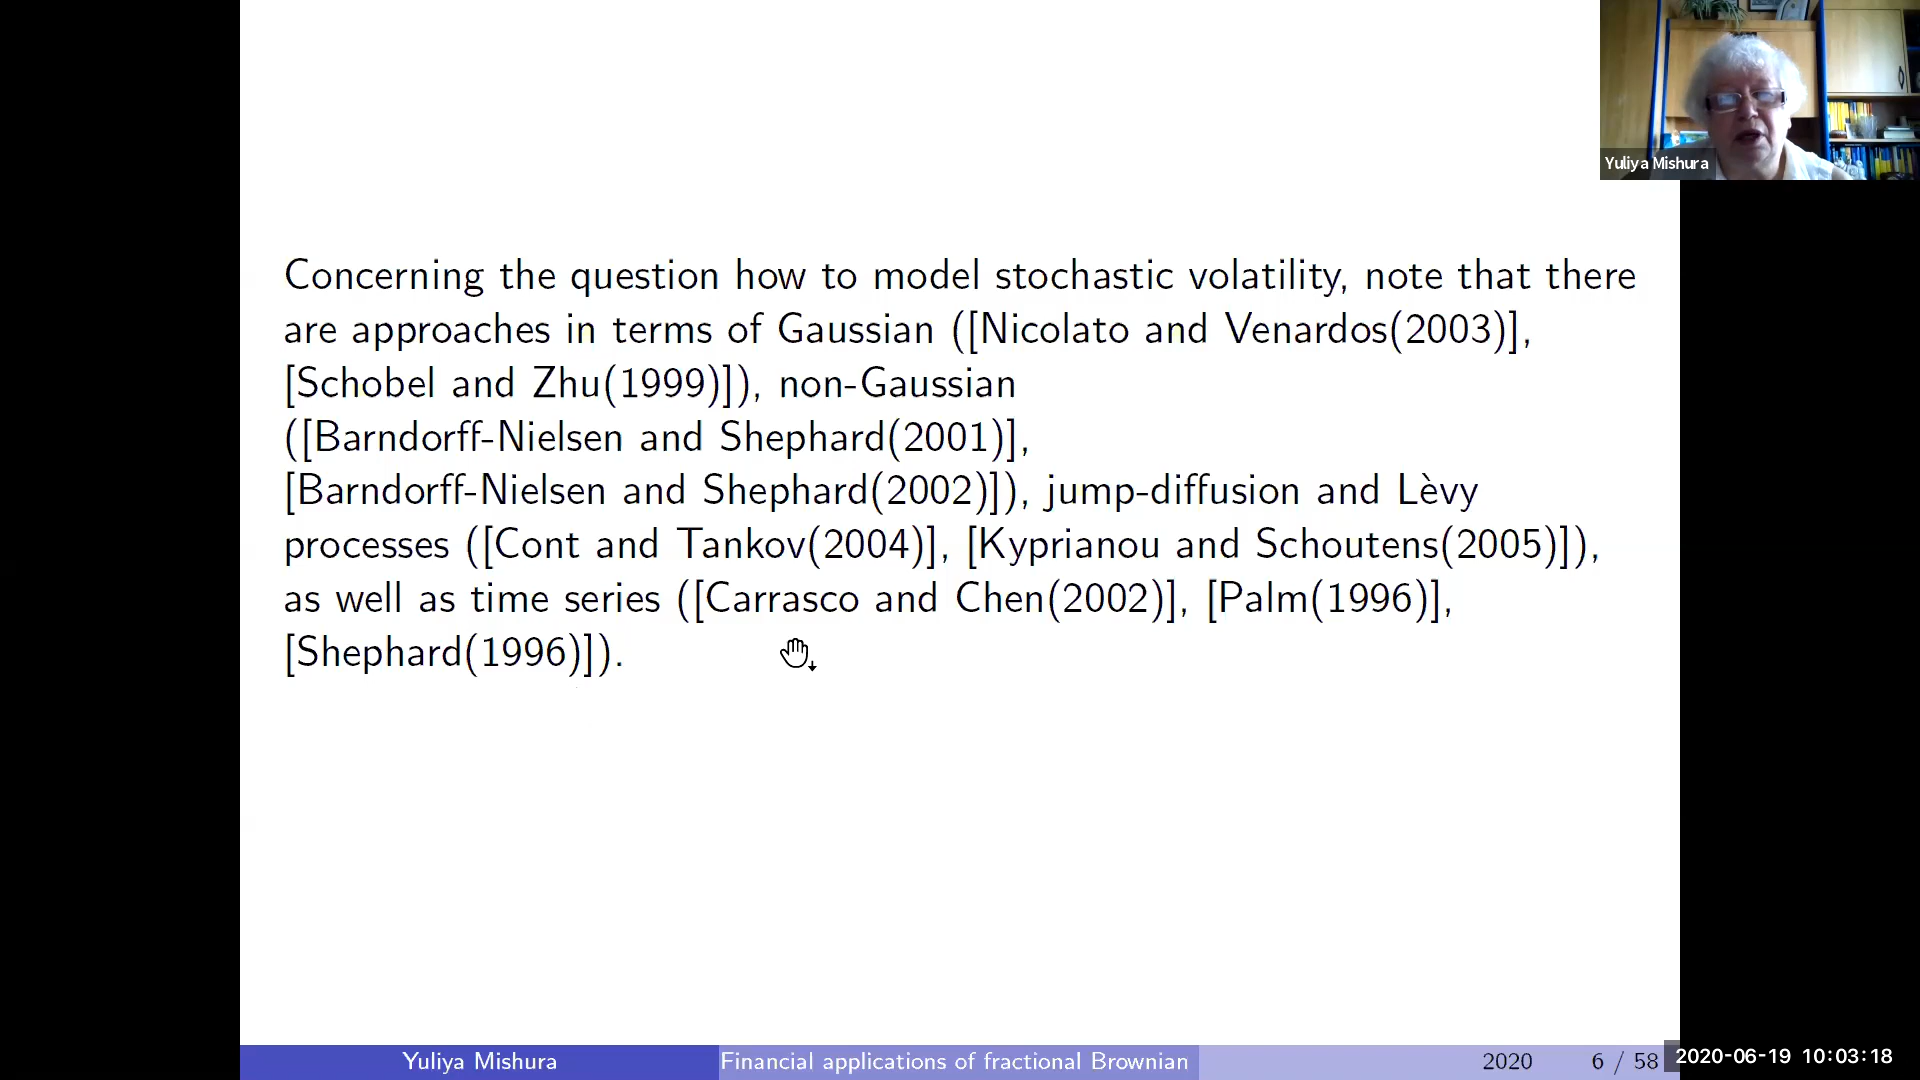 Yuliya Mishura
Concerning the question how to model stochastic volatility, note that there
are approaches in terms of Gaussian ([Nicolato and Venardos(2003)],
[Schobel and Zhu(1999)]), non-Gaussian
([Barndorff-Nielsen and Shephard(2001)],
[Barndorff-Nielsen and Shephard(2002)]), jump-diffusion and Lèvy
processes ([Cont and Tankov(2004)], [Kyprianou and Schoutens(2005)]),
as well as time series ([Carrasco and Chen(2002)], [Palm(1996)],
[Shephard(1996)]).
Yuliya Mishura
Financial applications of fractional Brownian
2020
6 / 58
2020-06-19 10:03:18